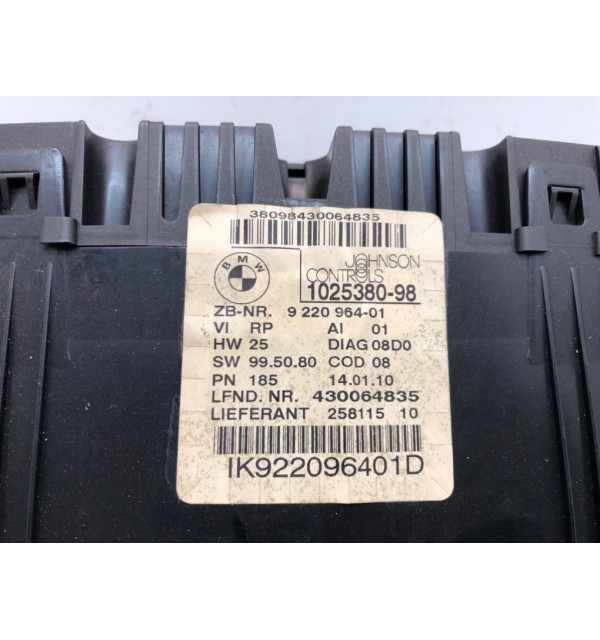 38098430064835
BMW
JOHNSON
CONTROLS
1025380-98
ZB-NR. 9 220 964-01
VI RP AI 01
HW 25 DIAG 08D0
SW 99.50.80 COD 08
PN 185 14.01.10
LFND. NR. 430064835
LIEFERANT 258115 10
IK922096401D